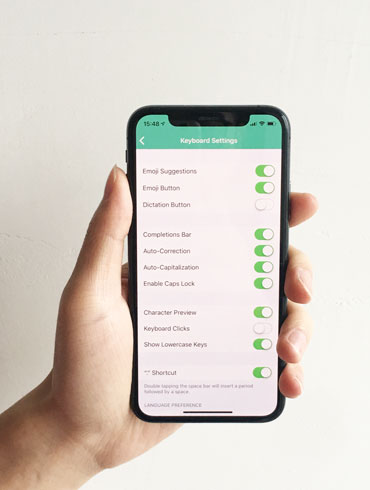 15:48
Keyboard Settings
Emoji Suggestions
Emoji Button
Dictation Button
Completions Bar
Auto-Correction
Auto-Capitalization
Enable Caps Lock
Character Preview
Keyboard Clicks
Show Lowercase Keys
"." Shortcut
Double tapping the space bar will insert a period
followed by a space.
LANGUAGE PREFERENCE